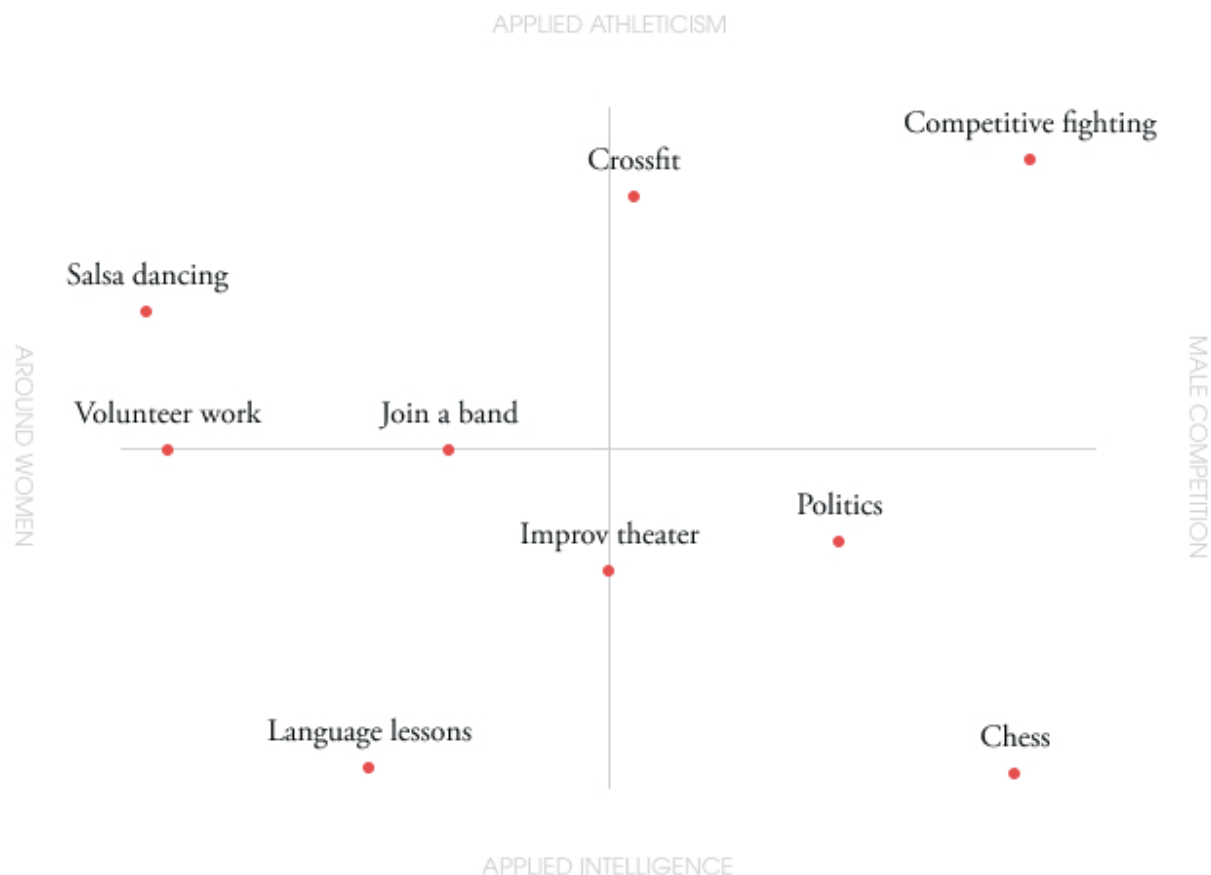 APPLIED ATHLETICISM
Competitive fighting
Crossfit
Salsa dancing
AROUND WOMEN
MALE COMPETITION
Volunteer work
Join a band
Politics
Improv theater
Language lessons
Chess
APPLIED INTELLIGENCE